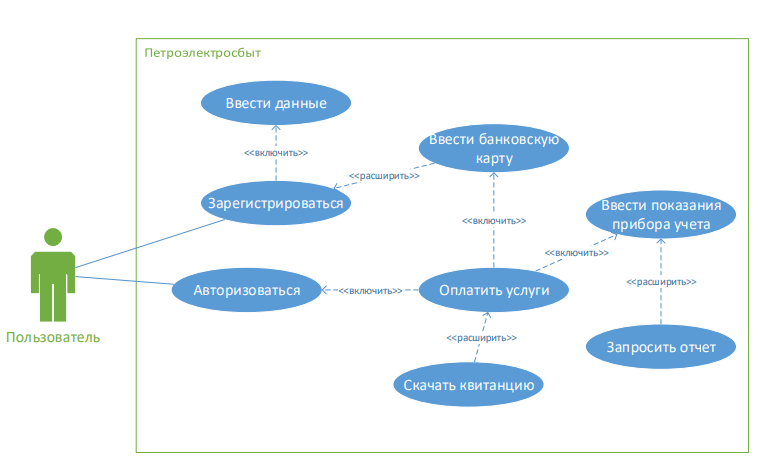 Петроэлектросбыт
Ввести данные
<<включить>>
Ввести банковскую
карту
<<расширить>>
Зарегистрироваться
Ввести показания
прибора учета
<<включить>>
<<включить>>
<<расширить>>
Авторизоваться
<<включить>>
Оплатить услуги
Пользователь
<<расширить>>
Запросить отчет
Скачать квитанцию